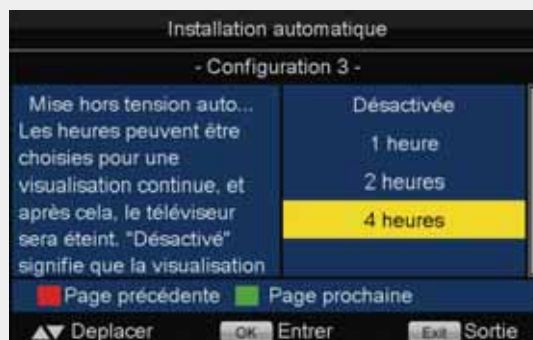 Installation automatique
- Configuration 3 -
Mise hors tension auto...
Les heures peuvent être
choisies pour une
visualisation continue, et
après cela, le téléviseur
sera éteint. "Désactivé"
signifie que la visualisation
Désactivée
1 heure
2 heures
4 heures
Page précédente Page prochaine
Deplacer OK Entrer Exit Sortie